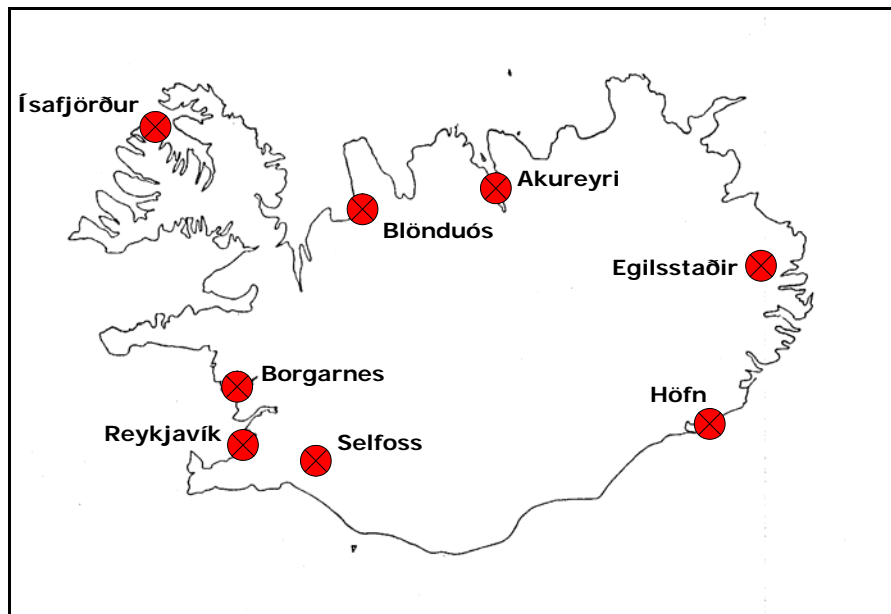 Ísafjörður
Akureyri
Blönduós
Egilsstaðir
Borgarnes
Höfn
Reykjavík
Selfoss